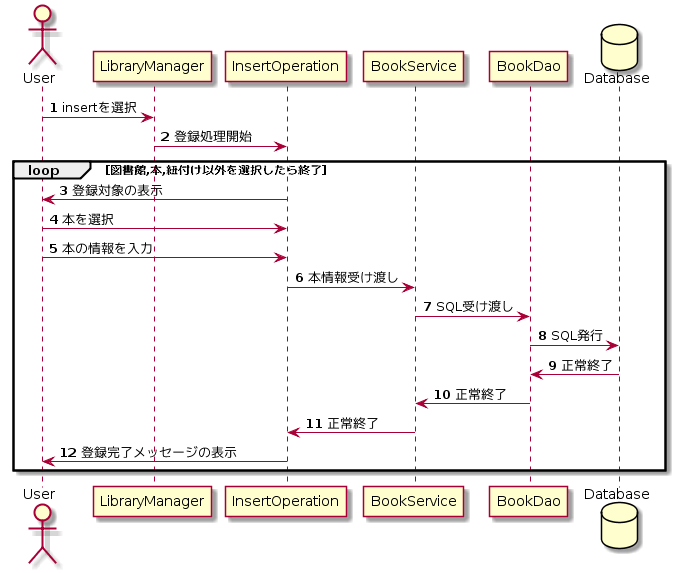 User
LibraryManager
InsertOperation
BookService
BookDao
Database
1 insertを選択
2 登録処理開始
loop [図書館,本,紐付け以外を選択したら終了]
3 登録対象の表示
4 本を選択
5 本の情報を入力
6 本情報受け渡し
7 SQL受け渡し
8 SQL発行
9 正常終了
10 正常終了
11 正常終了
12 登録完了メッセージの表示
User
LibraryManager
InsertOperation
BookService
BookDao
Database